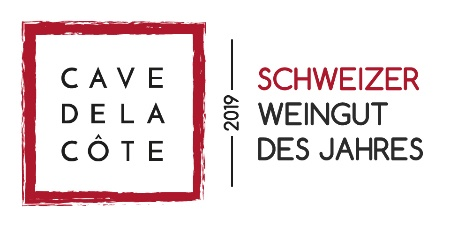 CAVE
DELA
CÔTE
2019
SCHWEIZER
WEINGUT
DES JAHRES